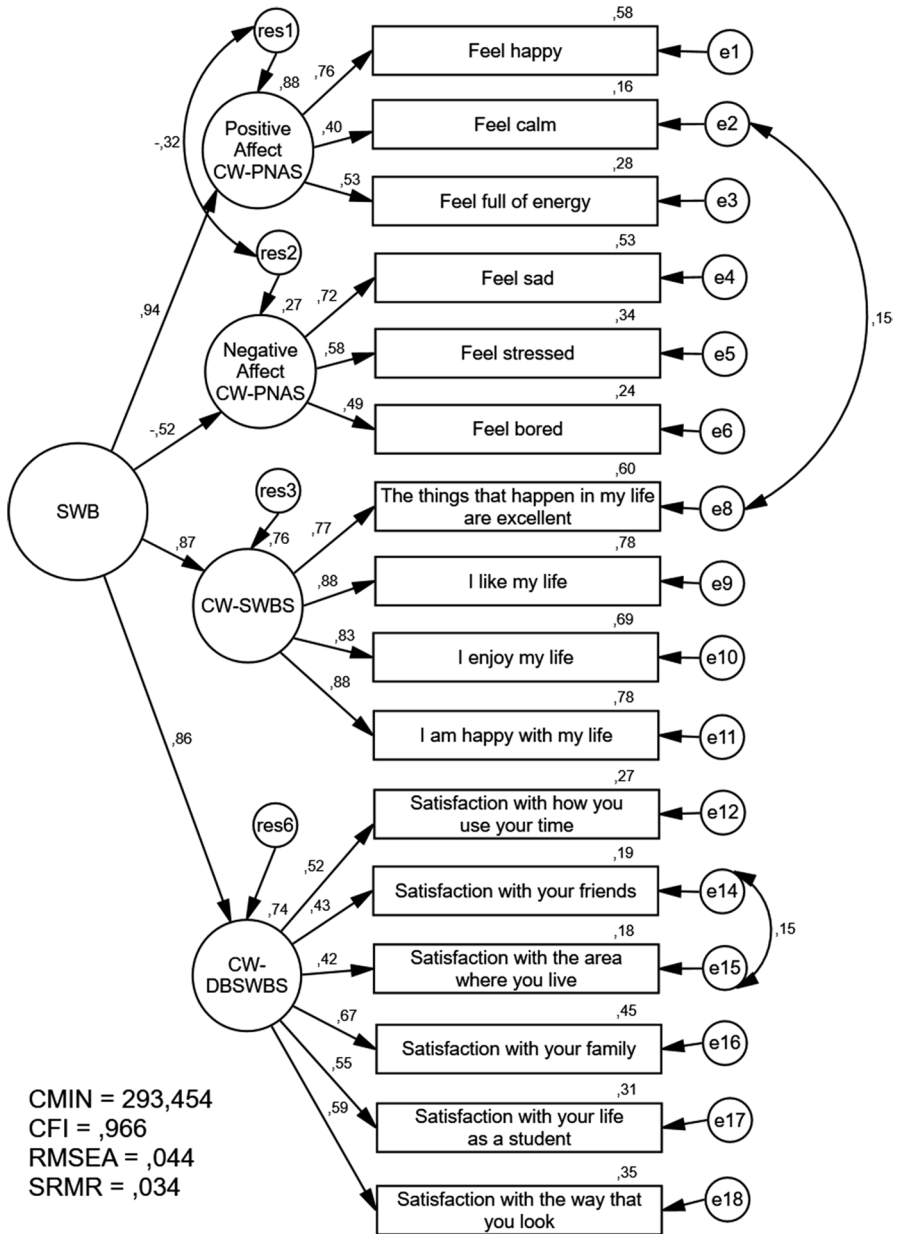 ,58
res1
Feel happy
e1
,76
,88
,16
Positive
Affect
CW-PNAS
,40
Feel calm
e2
-,32
,28
,53
Feel full of energy
e3
,53
res2
Feel sad
e4
,72
,27
,94
,34
Negative
Affect
CW-PNAS
,58
Feel stressed
e5
,15
,24
,49
Feel bored
e6
-,52
,60
res3
The things that happen in my life
are excellent
e8
SWB
,77
,76
,87
,78
,88
I like my life
e9
CW-SWBS
,69
,83
I enjoy my life
e10
,88
,78
I am happy with my life
e11
,86
,27
Satisfaction with how you
use your time
e12
res6
,52
,19
Satisfaction with your friends
e14
,74
,43
,15
,18
CW-
DBSWBS
,42
Satisfaction with the area
where you live
e15
,45
,67
Satisfaction with your family
e16
,55
,31
,59
Satisfaction with your life
as a student
e17
,35
Satisfaction with the way that
you look
e18
CMIN = 293,454
CFI = ,966
RMSEA = ,044
SRMR = ,034